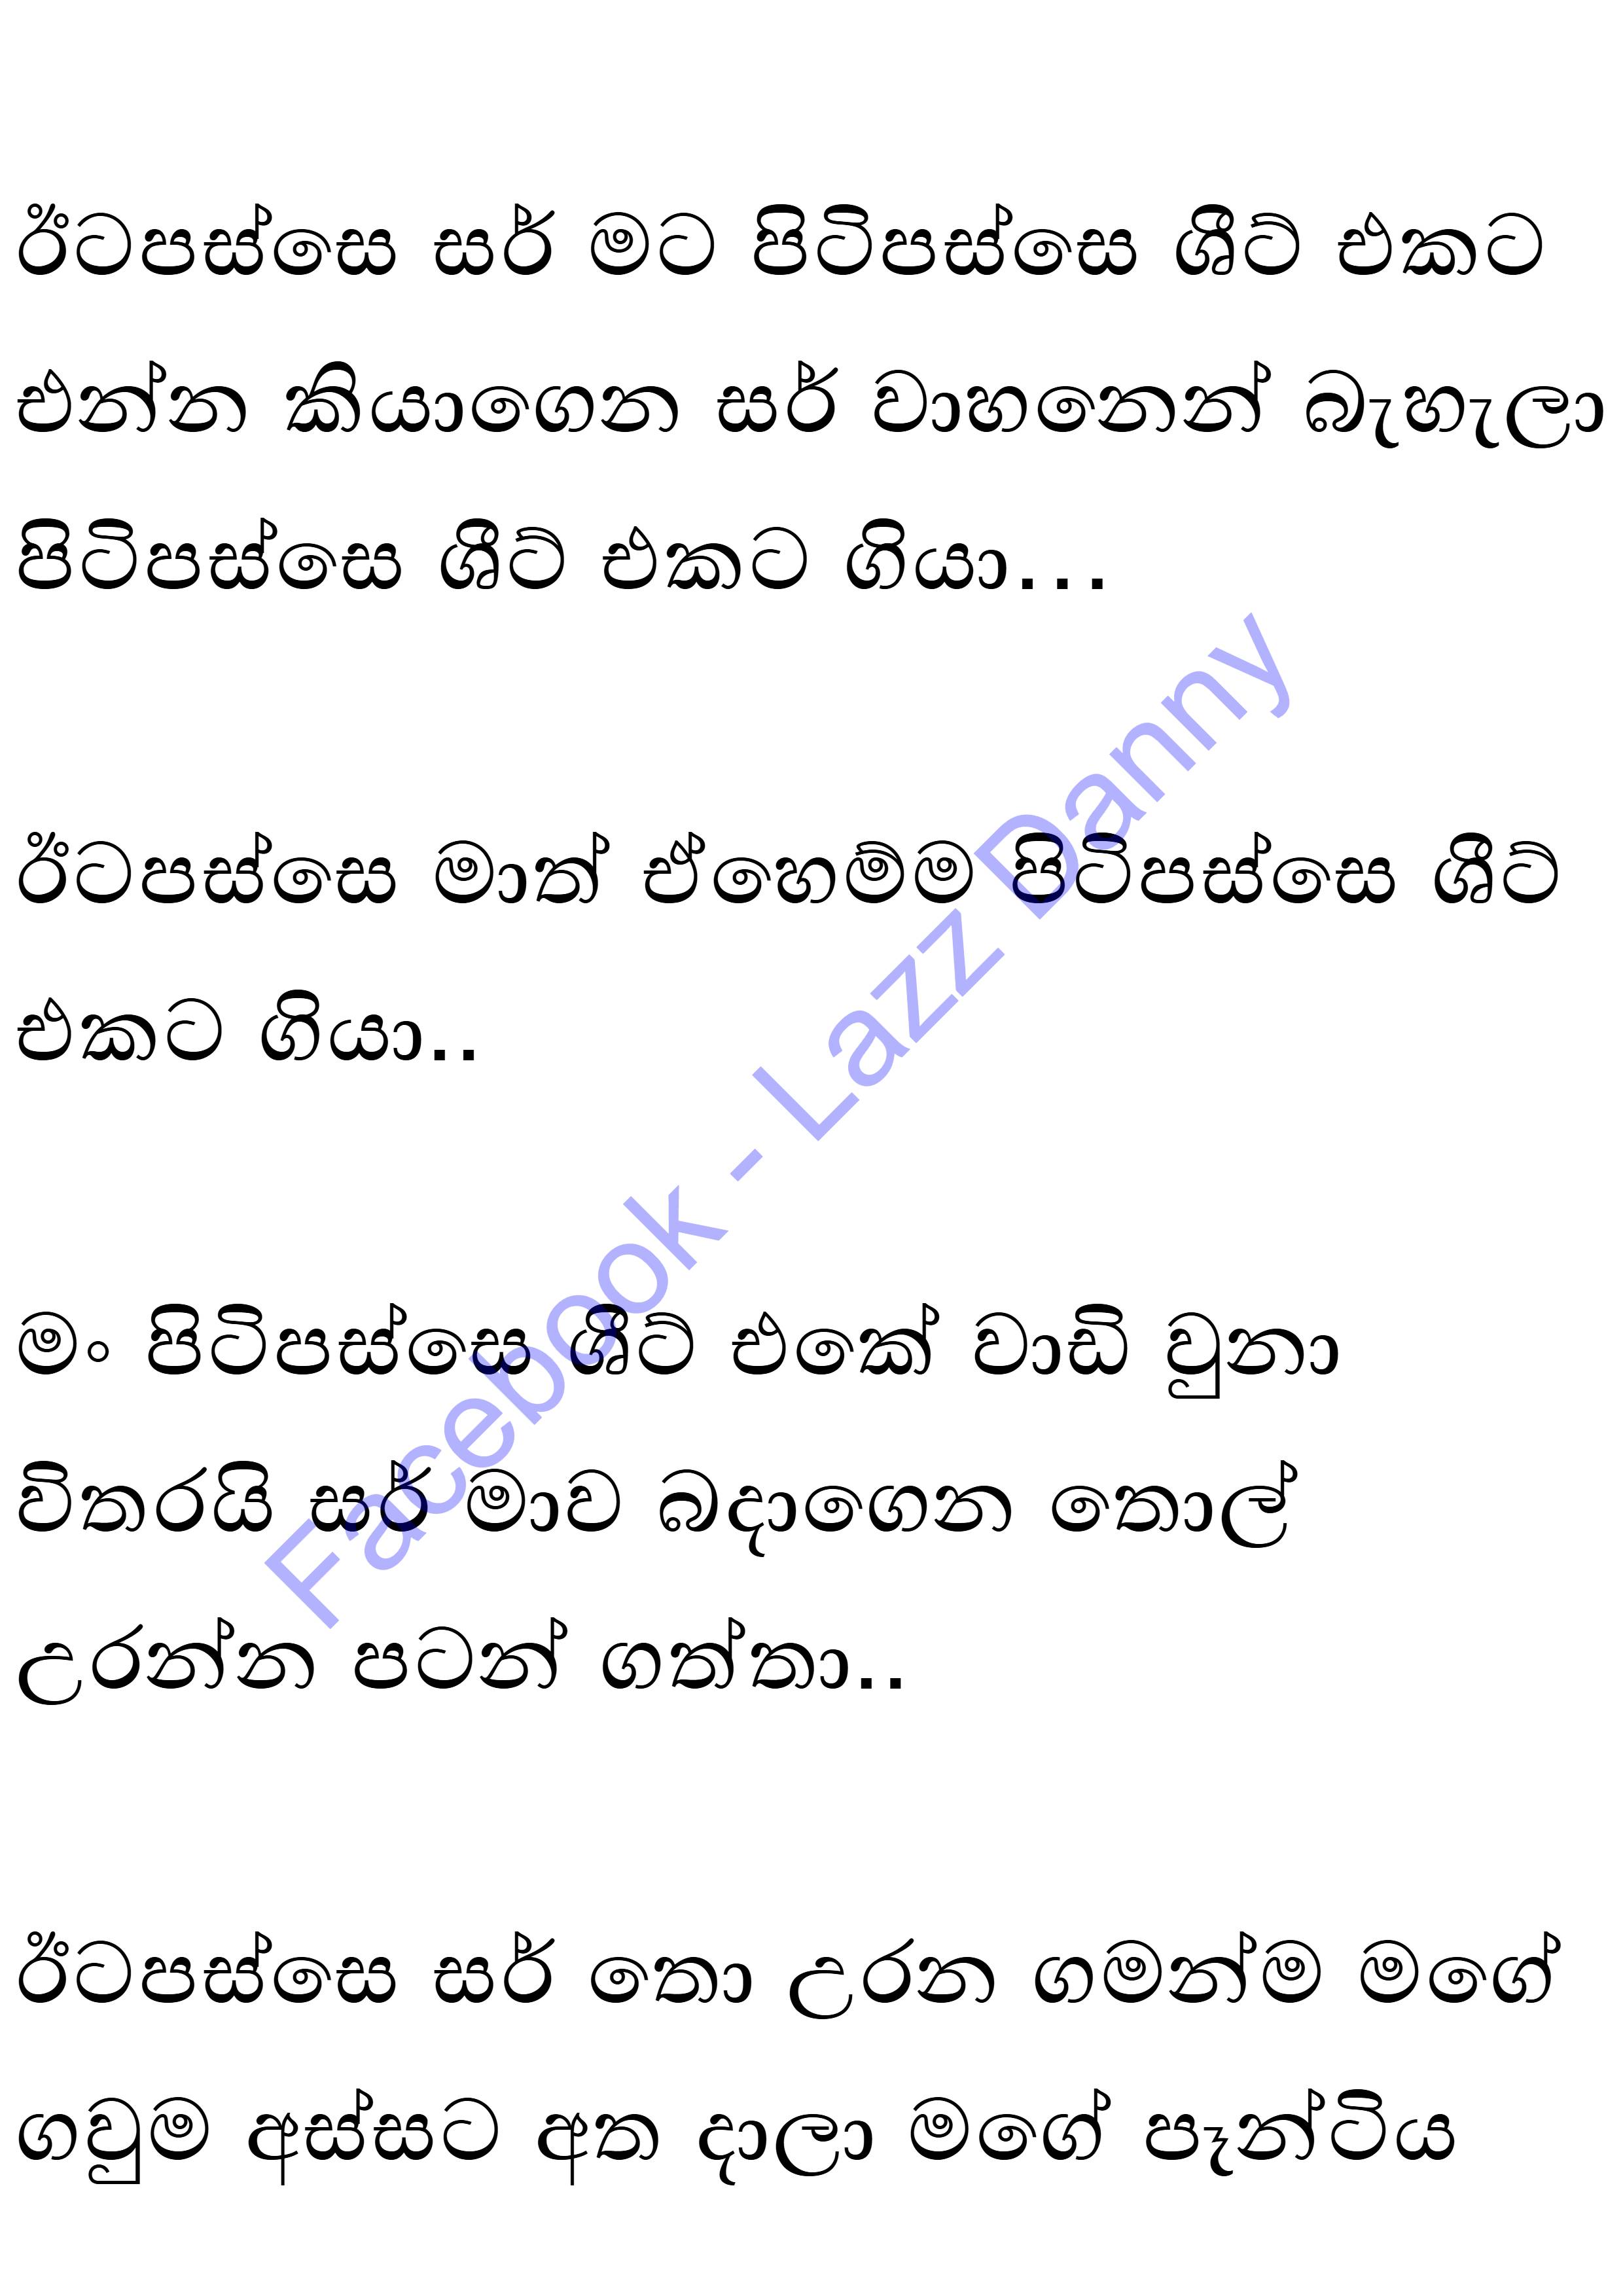 ඊටපස්සෙ සර් මට පිටිපස්සෙ ශීට් එකට
එන්න කියාගෙන සර් වාහනෙන් බැහැලා
පිටිපස්සෙ ශීට් එකට ගියා...
ඊටපස්සෙ මාත් ඒහෙම්ම පිටිපස්සෙ ශීට්
එකට ගියා..
මං පිටිපස්සෙ ශීට් එකේ වාඩි වුනා
විතරයි සර් මාව බදාගෙන තොල්
උරන්න පටන් ගත්තා..
ඊටපස්සෙ සර් තො උරන ගමන්ම මගේ
ගවුම අස්සට අත දාලා මගේ පෑන්ටිය
Facebook - Lazz Danny